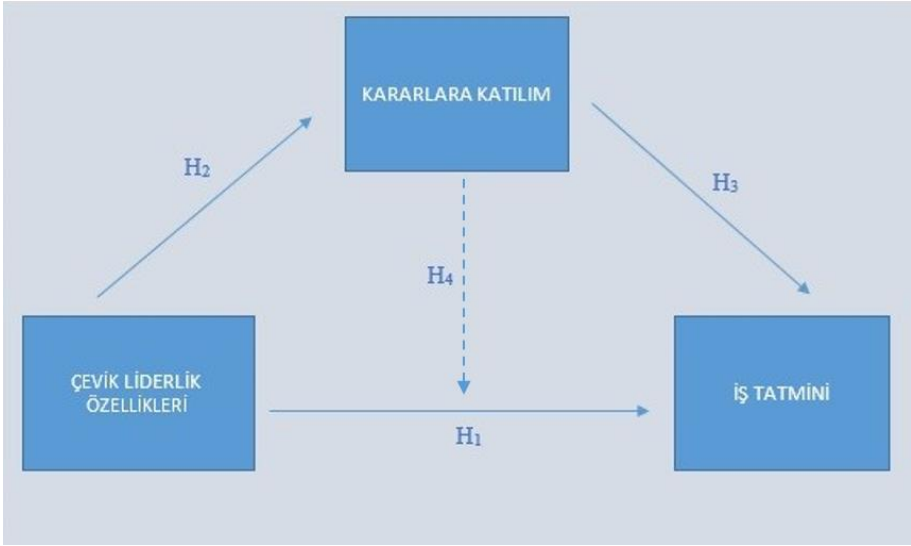 KARARLARA KATILIM
H₂
H₃
H₄
ÇEVİK LİDERLİK
ÖZELLİKLERİ
İŞ TATMİNİ
H₁